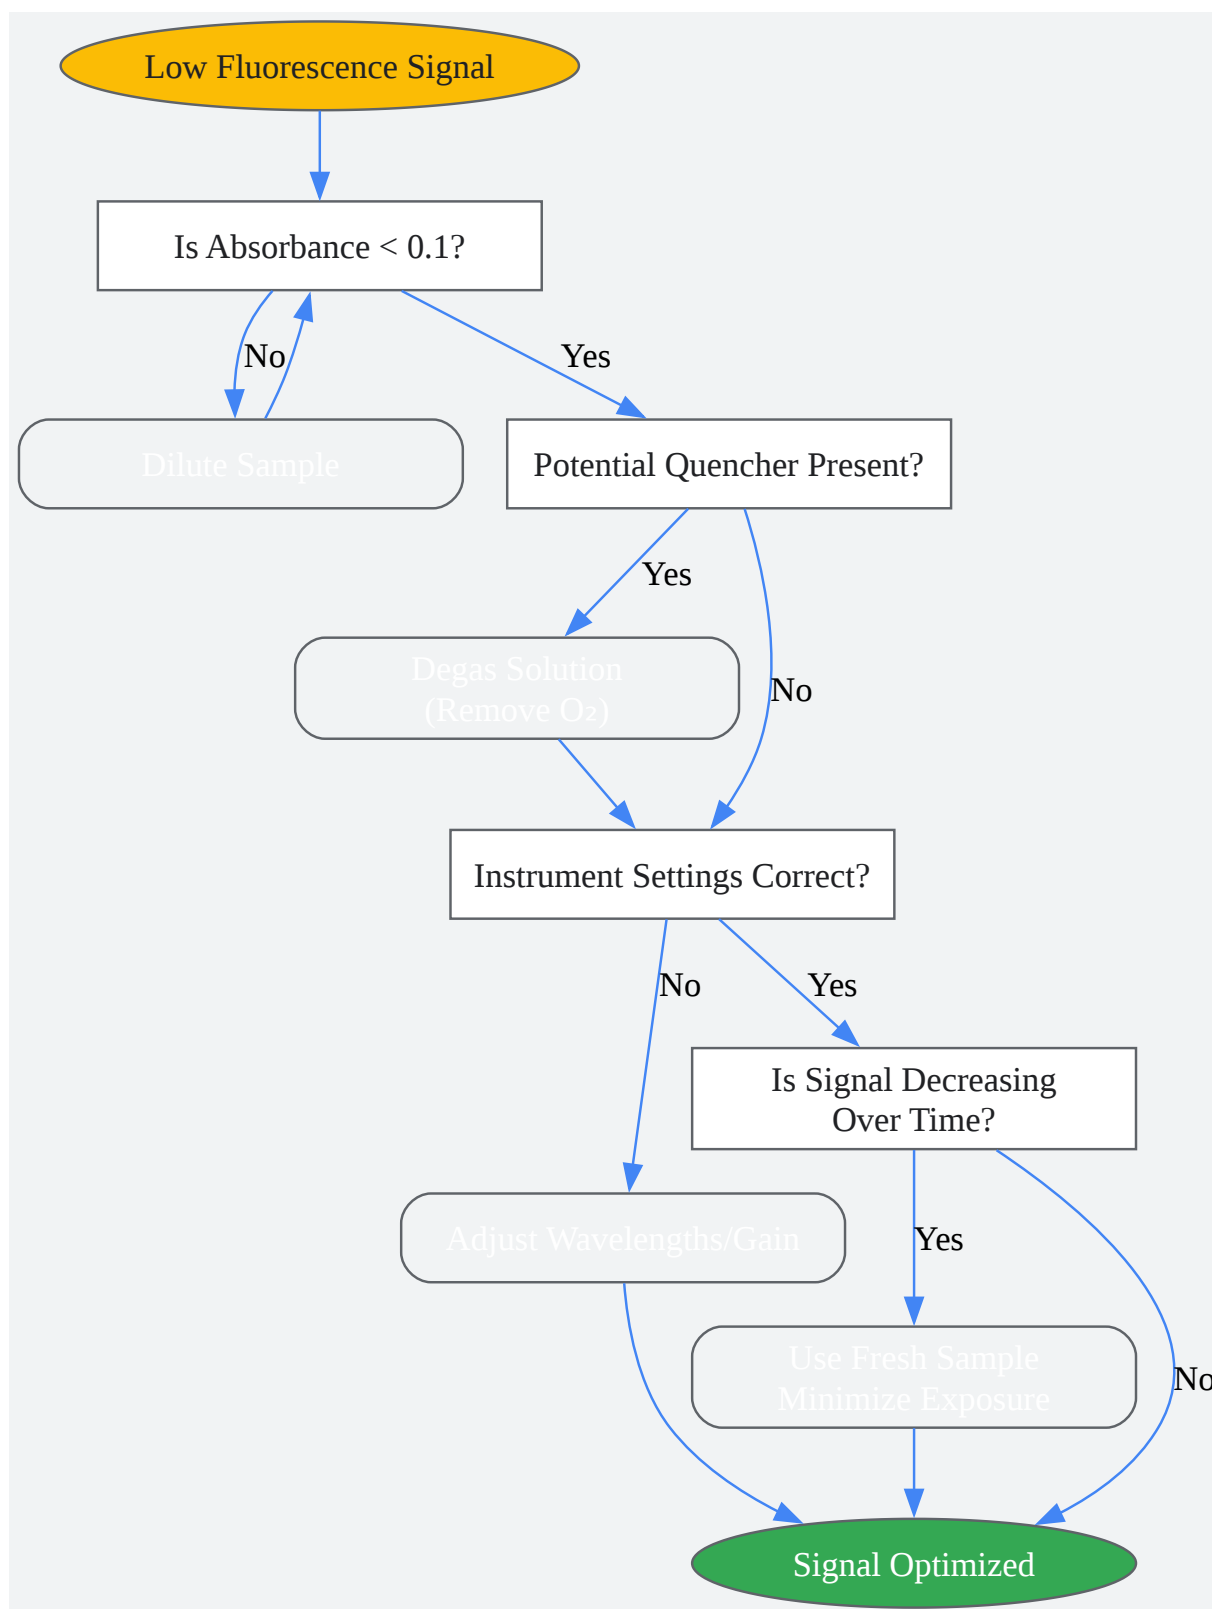 Low Fluorescence Signal
Is Absorbance < 0.1?
No
Yes
Dilute Sample
Potential Quencher Present?
Yes
Degas Solution
(Remove O₂)
No
Instrument Settings Correct?
No
Yes
Is Signal Decreasing
Over Time?
Adjust Wavelengths/Gain
Yes
Use Fresh Sample
Minimize Exposure
No
Signal Optimized